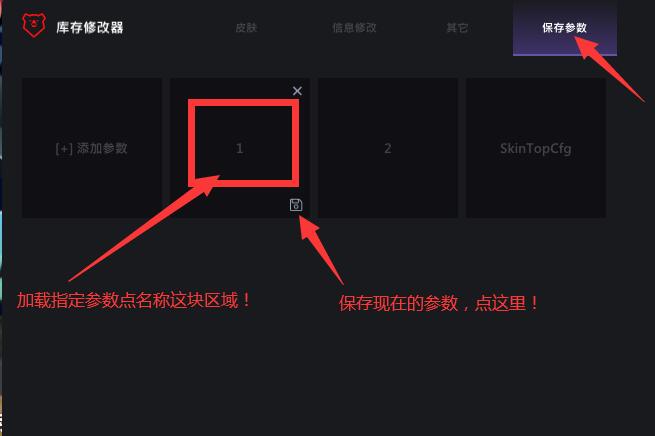 库存修改器
皮肤
信息修改
其它
保存参数
[+] 添加参数
1
2
SkinTopCfg
加载指定参数点名称这块区域！
保存现在的参数，点这里！